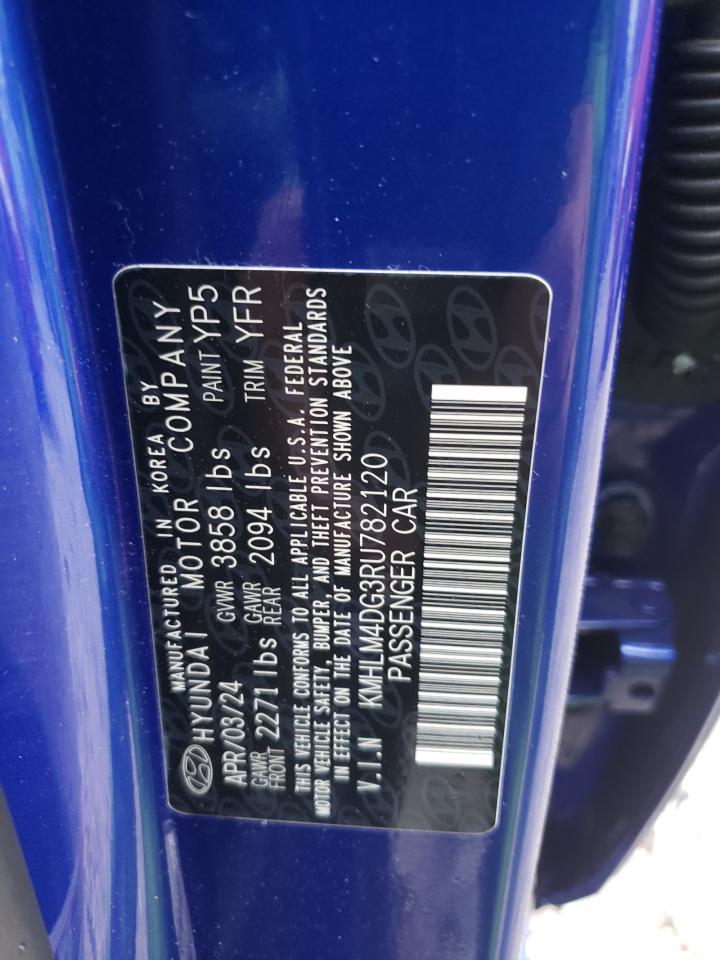 MANUFACTURED IN KOREA BY
HYUNDAI MOTOR COMPANY
APR/03/24 GVWR 3858 lbs PAINT YP5
GAWR FRONT 2271 lbs GAWR REAR 2094 lbs TRIM YFR
THIS VEHICLE CONFORMS TO ALL APPLICABLE U.S.A. FEDERAL
MOTOR VEHICLE SAFETY, BUMPER, AND THEFT PREVENTION STANDARDS
IN EFFECT ON THE DATE OF MANUFACTURE SHOWN ABOVE
V.I.N KMHLM4DG3RU782120
PASSENGER CAR